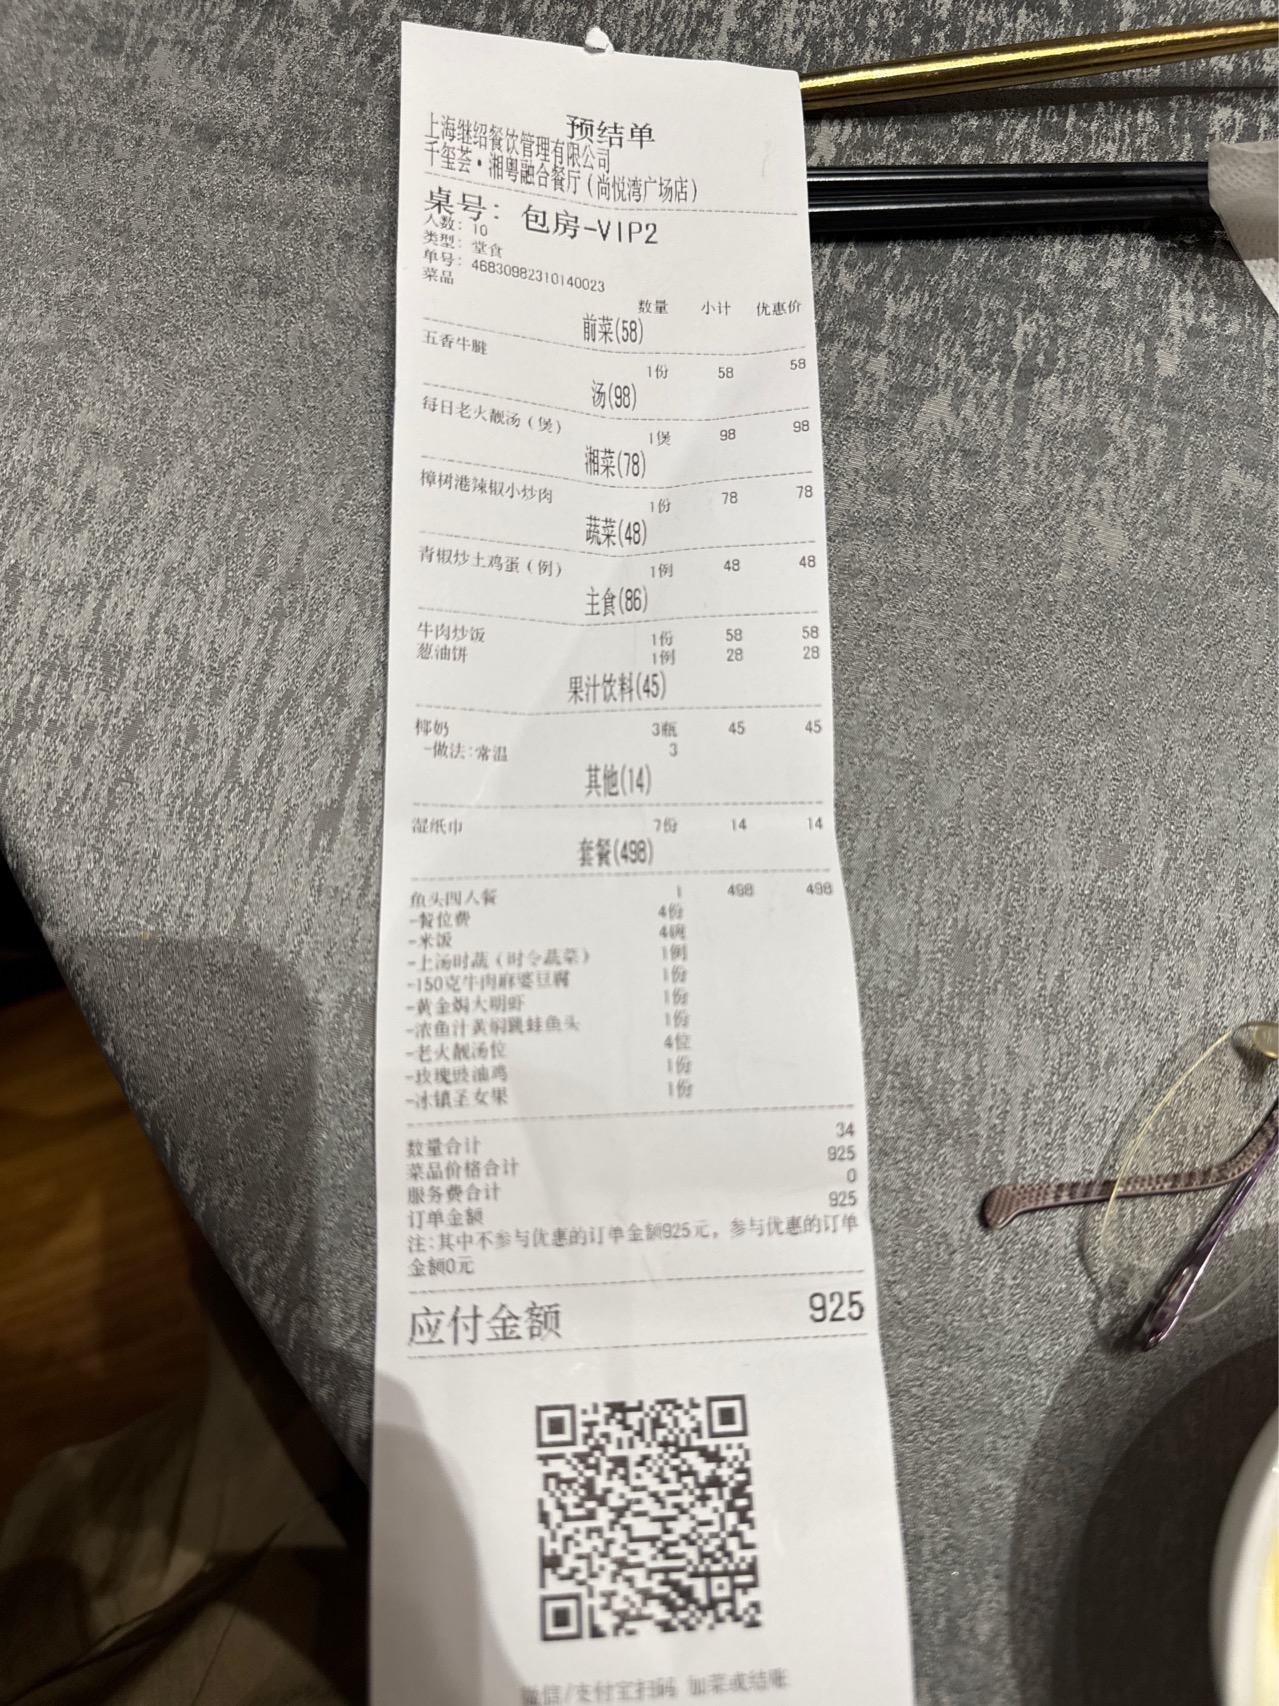 预结单
上海继绍餐饮管理有限公司
千玺荟·湘粤融合餐厅(尚悦湾广场店)
桌号: 包房-VIP2
人数: 10
类型: 堂食
单号: 46830982310140023
菜品 数量 小计 优惠价
前菜(58)
五香牛腱 1份 58 58
汤(98)
每日老火靓汤(煲) 1煲 98 98
湘菜(78)
樟树港辣椒小炒肉 1份 78 78
蔬菜(48)
青椒炒土鸡蛋(例) 1例 48 48
主食(86)
牛肉炒饭 1份 58 58
葱油饼 1例 28 28
果汁饮料(45)
椰奶 3瓶 45 45
-做法:常温 3
其他(14)
湿纸巾 7份 14 14
套餐(498)
鱼头四人餐 1 498 498
-餐位费 4份
-米饭 4碗
-上汤时蔬(时令蔬菜) 1例
-150克牛肉麻婆豆腐 1份
-黄金焗大明虾 1份
-浓鱼汁黄焖跳蛙鱼头 1份
-老火靓汤位 4位
-玫瑰豉油鸡 1份
-冰镇圣女果 1份
数量合计 34
菜品价格合计 925
服务费合计 0
订单金额 925
注:其中不参与优惠的订单金额925元，参与优惠的订单
金额0元
应付金额 925
微信/支付宝扫码 加菜或结账